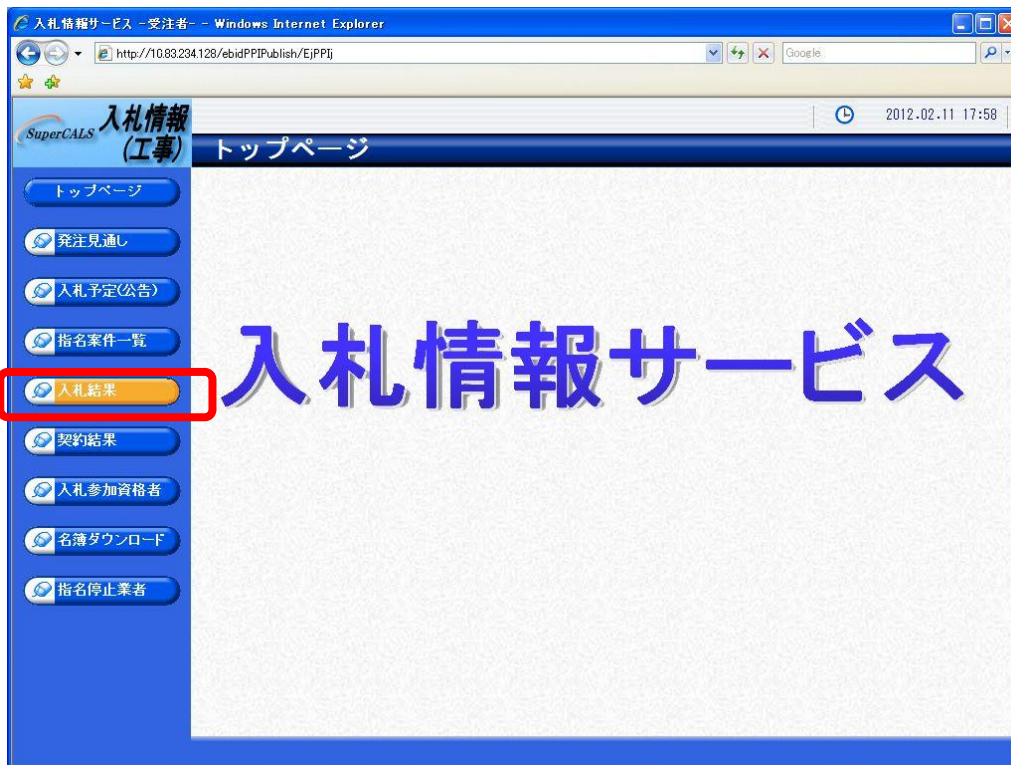 入札情報サービス -受注者- - Windows Internet Explorer
http://10.83.234.128/ebidPPIPublish/EjPPIj
Google
SuperCALS 入札情報
(工事)
2012.02.11 17:58
トップページ
トップページ
発注見通し
入札予定(公告)
指名案件一覧
入札結果
契約結果
入札参加資格者
名簿ダウンロード
指名停止業者
入札情報サービス